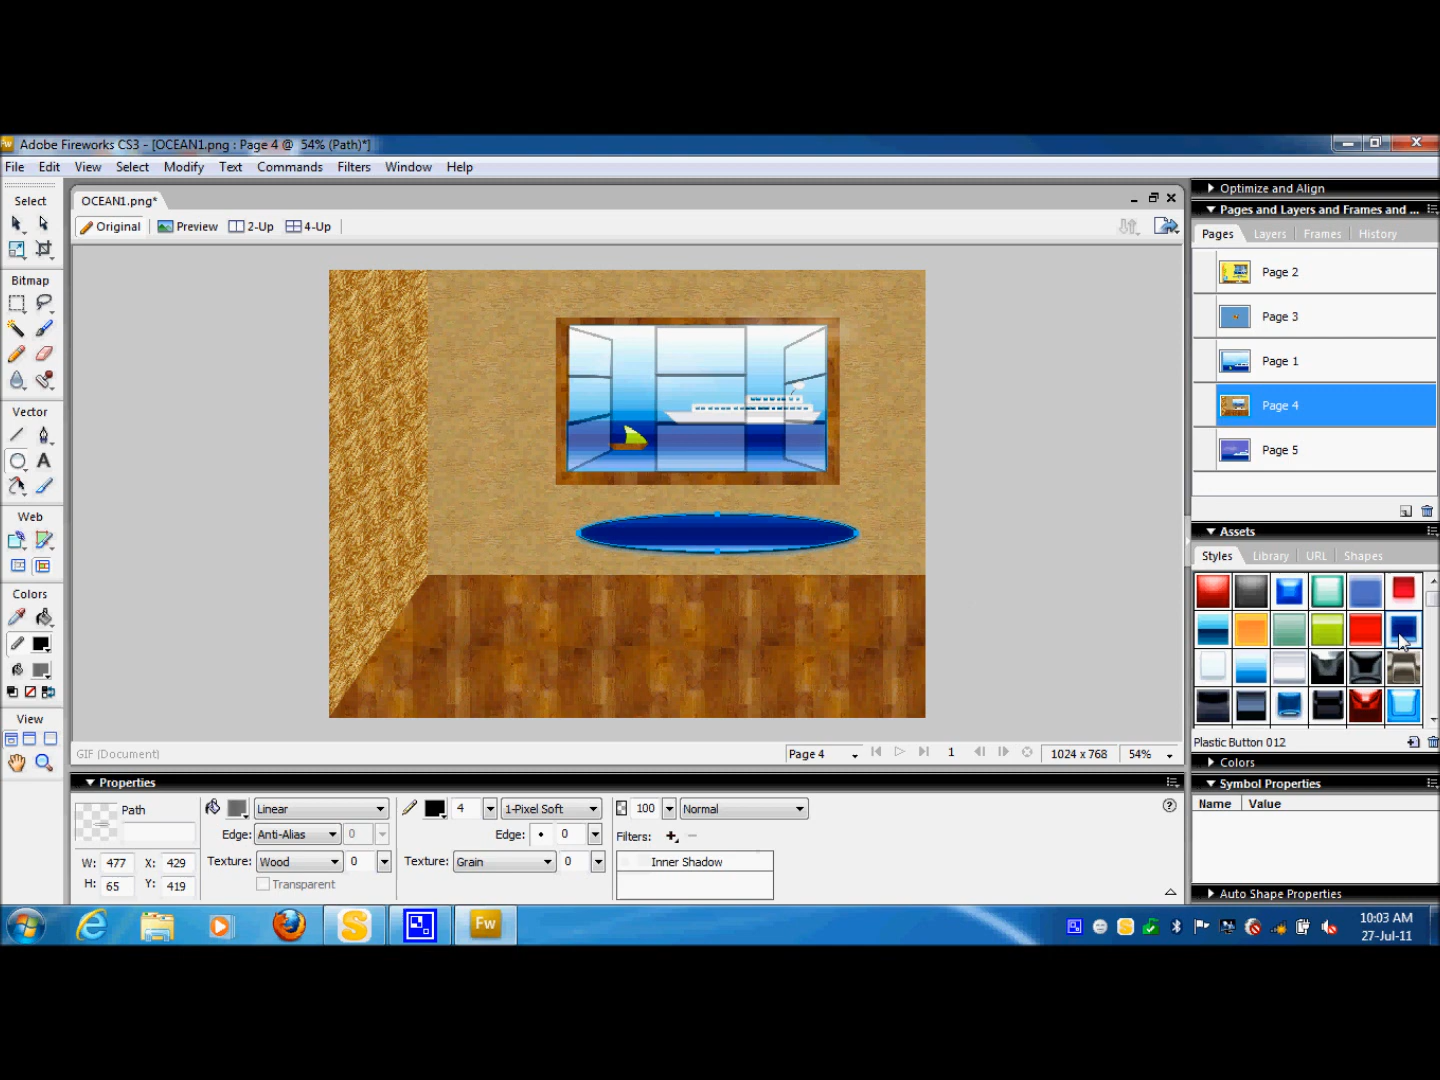 Adobe Fireworks CS3 - [OCEAN1.png : Page 4 @ 54% (Path)*]
File Edit View Select Modify Text Commands Filters Window Help
Select
OCEAN1.png*
Original Preview 2-Up 4-Up
Optimize and Align
Pages and Layers and Frames and ...
Pages Layers Frames History
Page 2
Page 3
Page 1
Page 4
Page 5
Bitmap
Vector
Web
Colors
View
Assets
Styles Library URL Shapes
Plastic Button 012
Colors
Symbol Properties
Name Value
Auto Shape Properties
GIF (Document)
Page 4 1 1024 x 768 54%
Properties
Path
W: 477 X: 429
H: 65 Y: 419
Linear
Edge: Anti-Alias 0
Texture: Wood 0
Transparent
4 1-Pixel Soft
Edge: 0
Texture: Grain 0
100 Normal
Filters:
Inner Shadow
Fw
10:03 AM
27-Jul-11